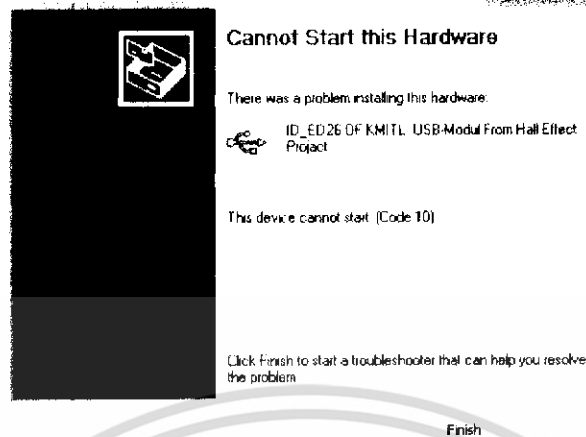 Cannot Start this Hardware
There was a problem installing this hardware:
ID_ED26 OF KMITL USB-Modul From Hall Effect
Project
This device cannot start. (Code 10)
Click Finish to start a troubleshooter that can help you resolve
the problem
Finish